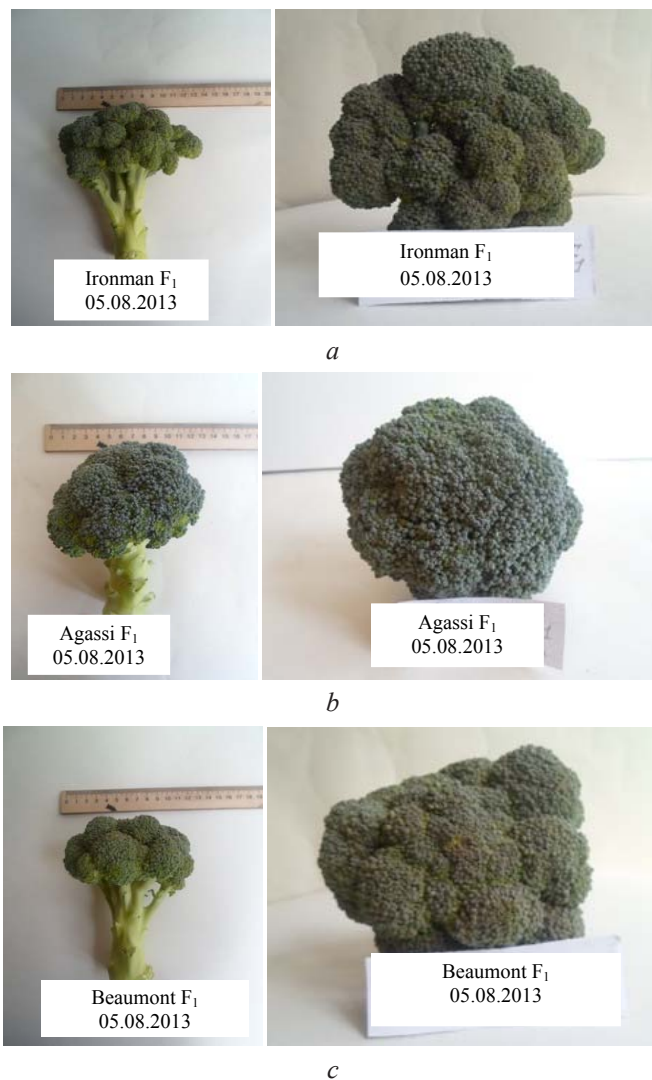 Ironman F₁
05.08.2013
Ironman F₁
05.08.2013
a
Agassi F₁
05.08.2013
Agassi F₁
05.08.2013
b
Beaumont F₁
05.08.2013
Beaumont F₁
05.08.2013
c